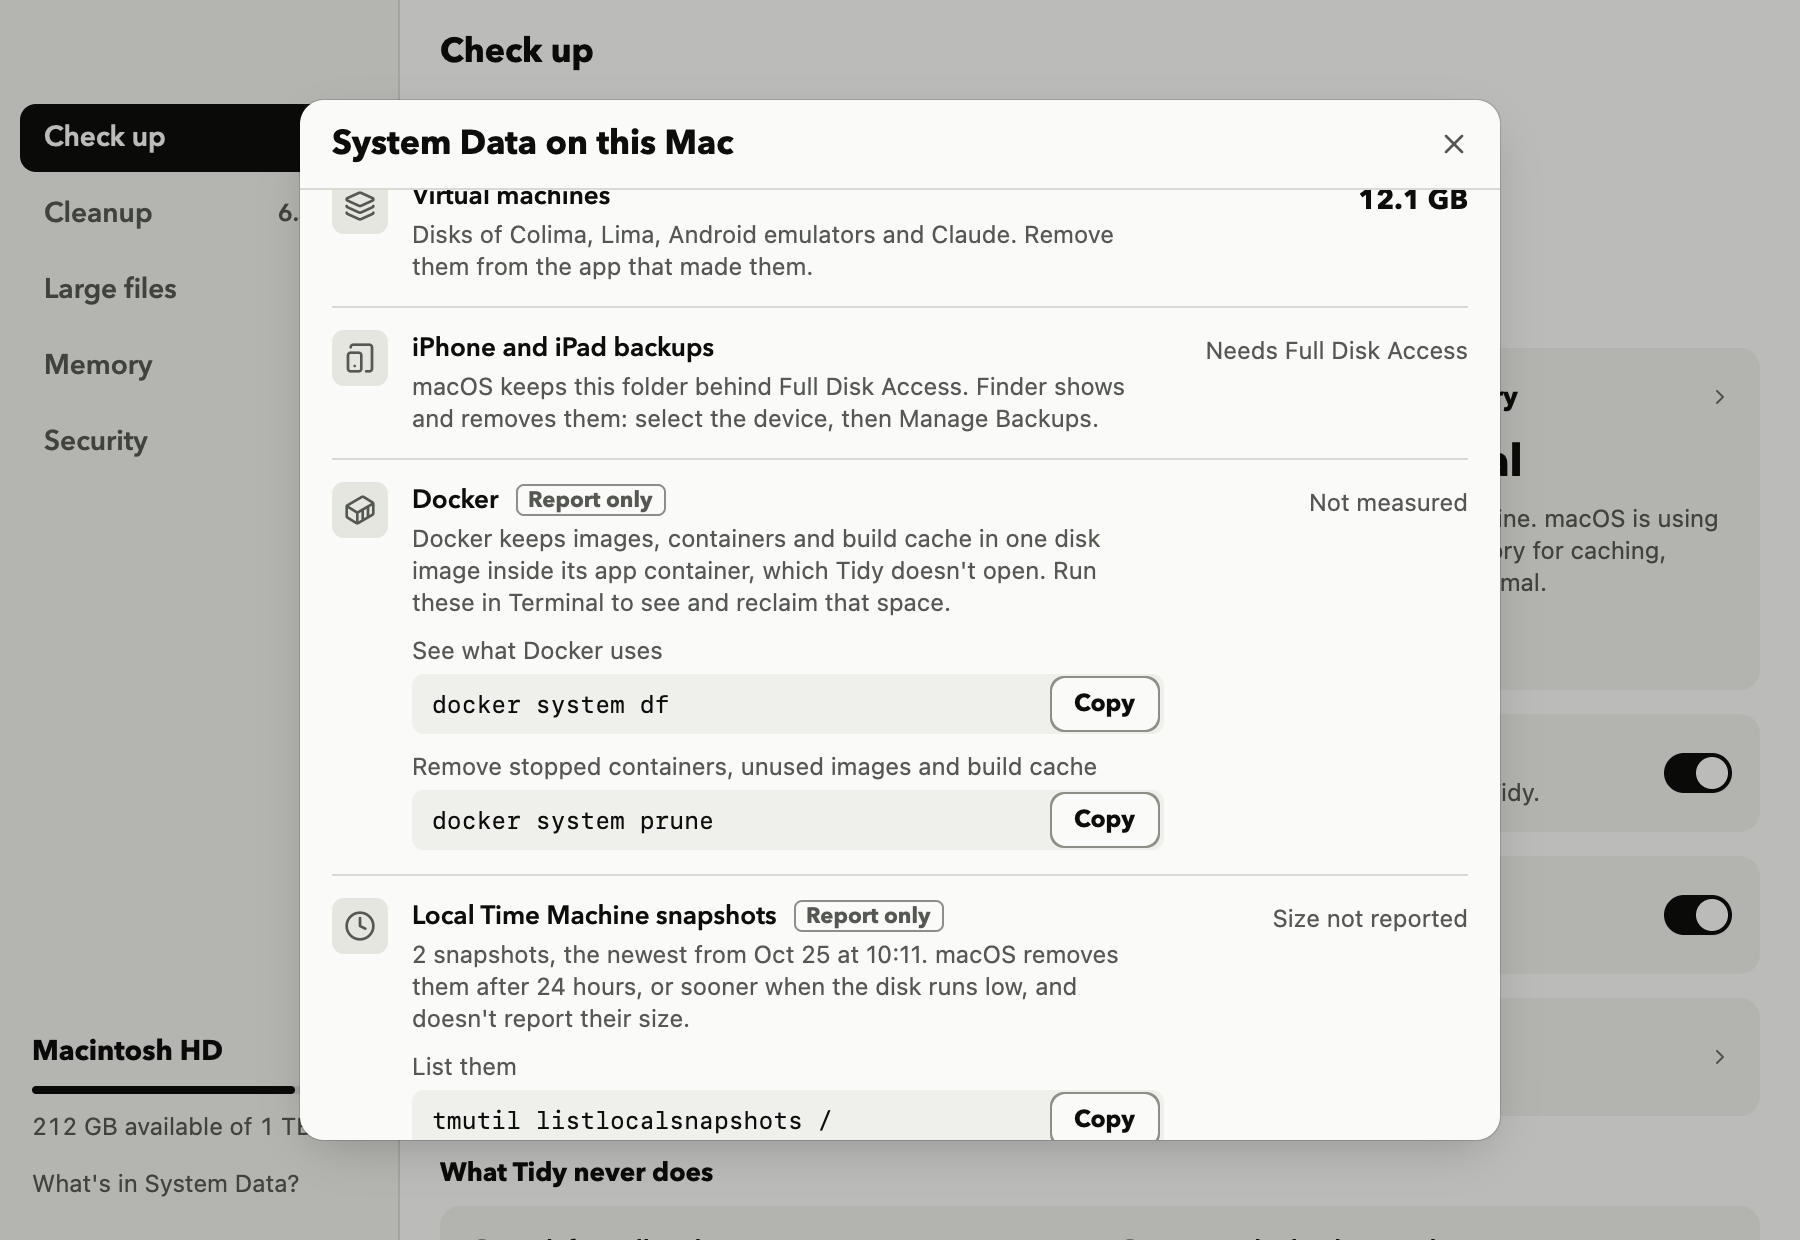 Check up
Check up
Cleanup 6.
Large files
Memory
Security
Macintosh HD
212 GB available of 1
What's in System Data?
System Data on this Mac
Virtual machines 12.1 GB
Disks of Colima, Lima, Android emulators and Claude. Remove
them from the app that made them.
iPhone and iPad backups Needs Full Disk Access
macOS keeps this folder behind Full Disk Access. Finder shows
and removes them: select the device, then Manage Backups.
Docker Report only Not measured
Docker keeps images, containers and build cache in one disk
image inside its app container, which Tidy doesn't open. Run
these in Terminal to see and reclaim that space.
See what Docker uses
docker system df Copy
Remove stopped containers, unused images and build cache
docker system prune Copy
Local Time Machine snapshots Report only Size not reported
2 snapshots, the newest from Oct 25 at 10:11. macOS removes
them after 24 hours, or sooner when the disk runs low, and
doesn't report their size.
List them
tmutil listlocalsnapshots / Copy
ine. macOS is using
ory for caching,
mal.
idy.
What Tidy never does